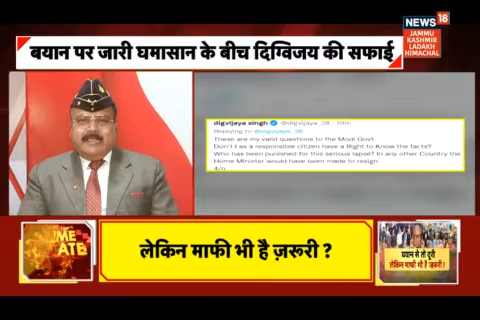 NEWS 18
JAMMU
KASHMIR
LADAKH
HIMACHAL
बयान पर जारी घमासान के बीच दिग्विजय की सफाई
digvijaya singh @digvijaya_28 · 19m
Replying to @digvijaya_28
These are my valid questions to the Modi Govt.
Don't I as a responsible citizen have a Right to Know the facts?
Who has been punished for this serious lapse? In any other Country the
Home Minister would have been made to resign.
4/n
लेकिन माफी भी है ज़रूरी ?
बयान से तो दूरी
लेकिन माफी भी है ज़रूरी?